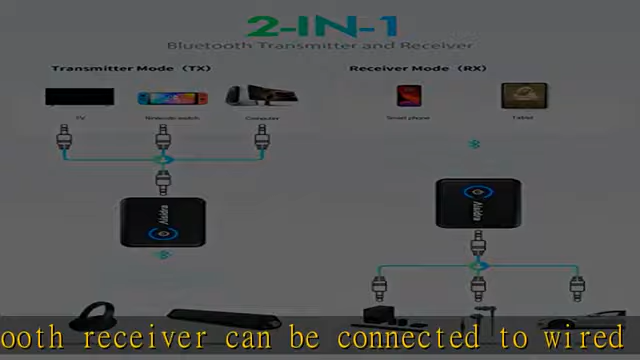 2-IN-1
Bluetooth Transmitter and Receiver
Transmitter Mode（TX）
Receiver Mode（RX）
TV
Nintendo switch
Computer
Smart phone
Tablet
ooth receiver can be connected to wired